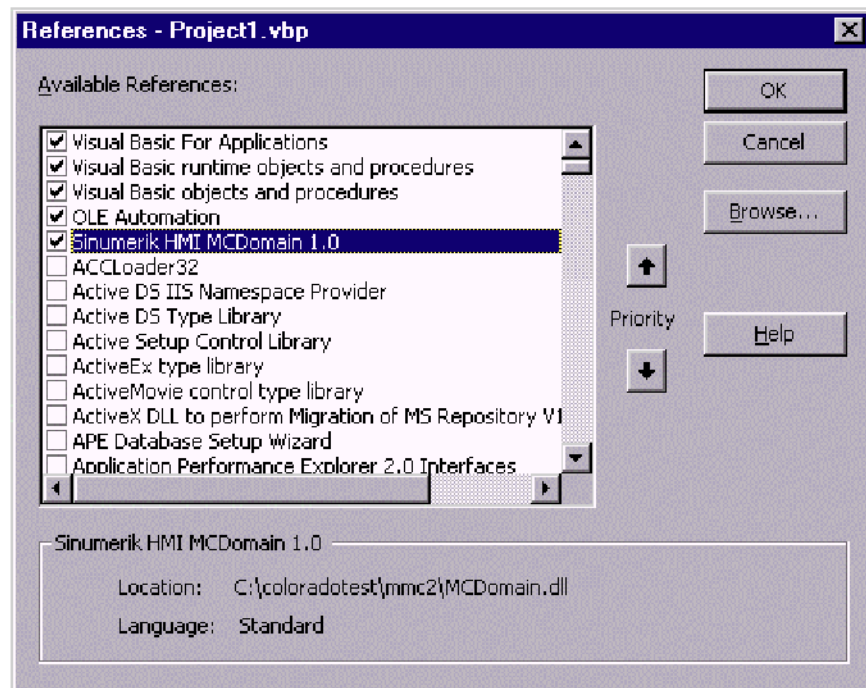 References - Project1.vbp
Available References:
OK
Cancel
Browse...
Help
Visual Basic For Applications
Visual Basic runtime objects and procedures
Visual Basic objects and procedures
OLE Automation
Sinumerik HMI MCDomain 1.0
ACCLoader32
Active DS IIS Namespace Provider
Active DS Type Library
Active Setup Control Library
ActiveEx type library
ActiveMovie control type library
ActiveX DLL to perform Migration of MS Repository V1
APE Database Setup Wizard
Application Performance Explorer 2.0 Interfaces
Priority
Sinumerik HMI MCDomain 1.0
Location: C:\coloradotest\mmc2\MCDomain.dll
Language: Standard